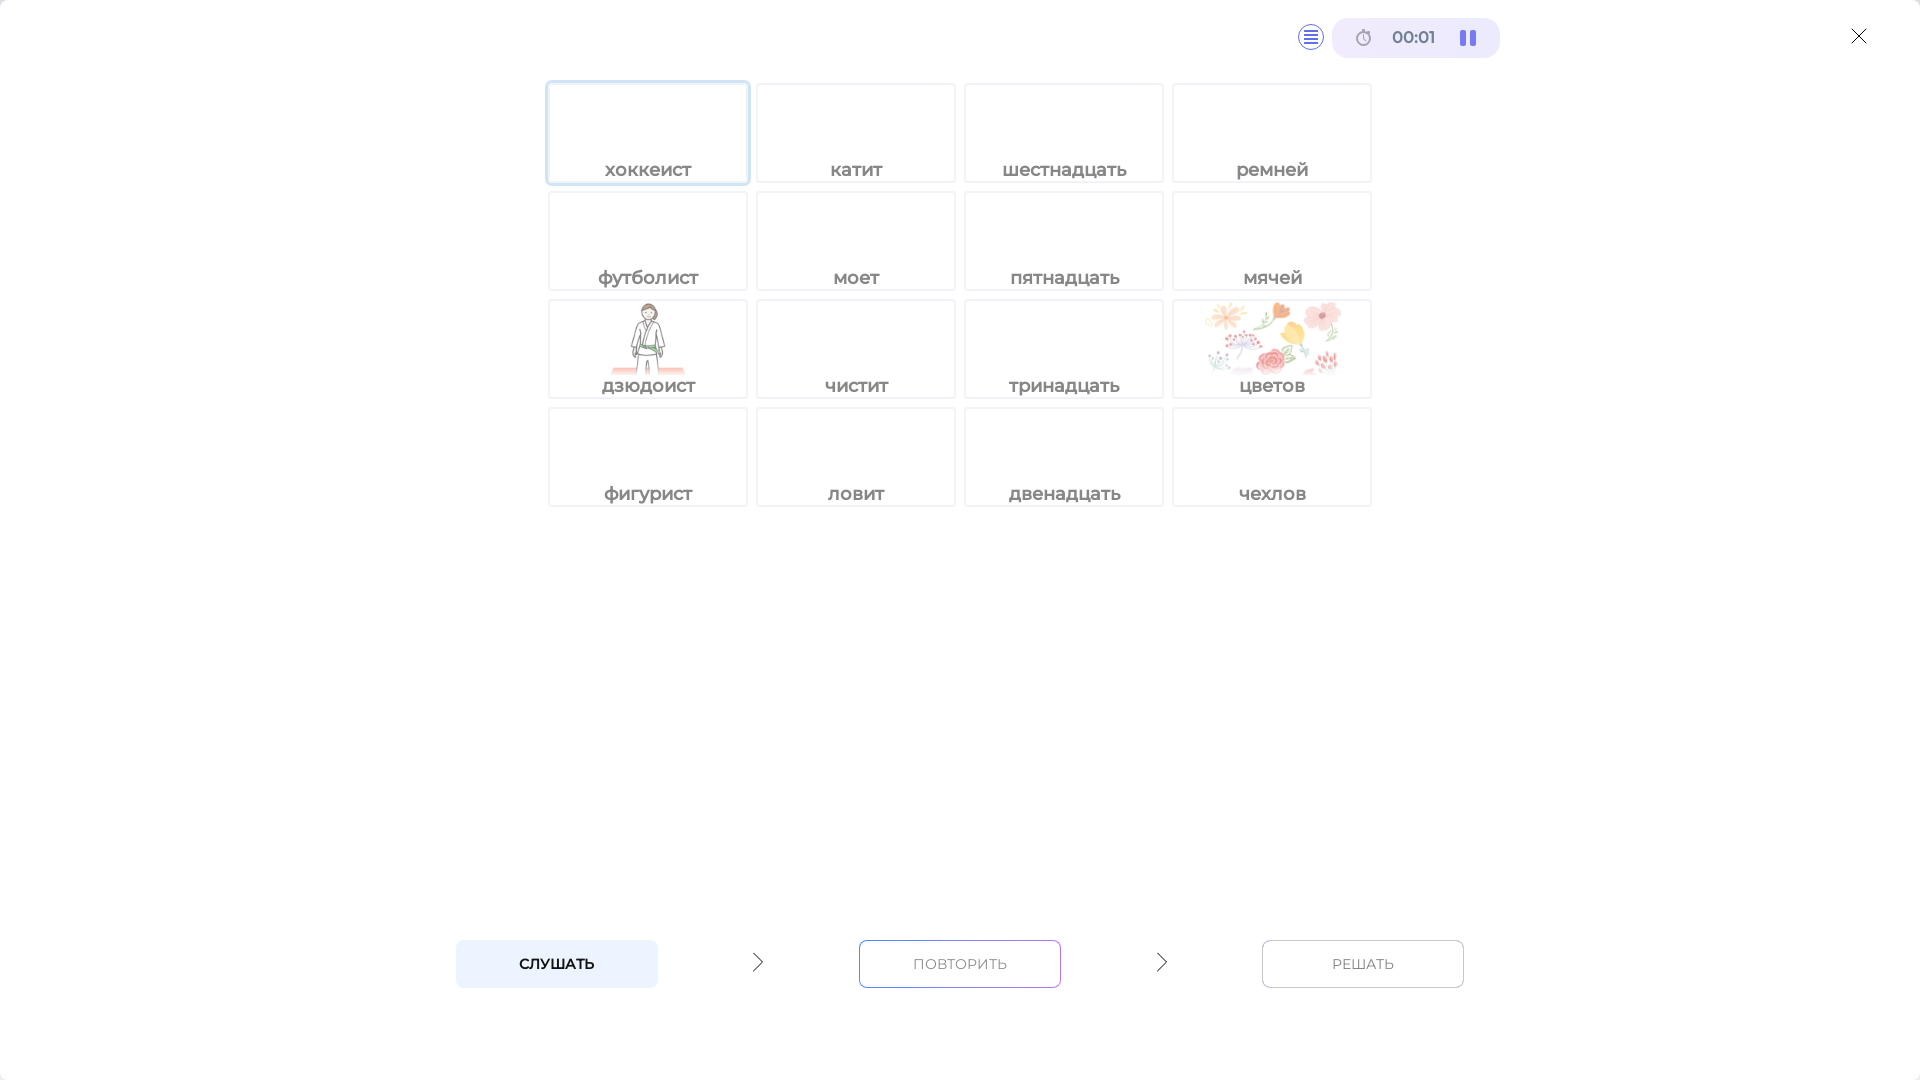 00:01
хоккеист катит шестнадцать ремней
футболист моет пятнадцать мячей
дзюдоист чистит тринадцать цветов
фигурист ловит двенадцать чехлов
СЛУШАТЬ ПОВТОРИТЬ РЕШАТЬ